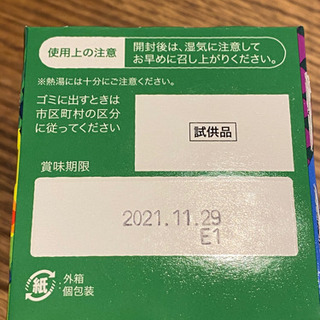 使用上の注意
開封後は、湿気に注意して
お早めに召し上がりください。
※熱湯には十分にご注意ください。
ゴミに出すときは
市区町村の区分
に従ってください
試供品
賞味期限
2021.11.29
E1
紙
外箱
個包装